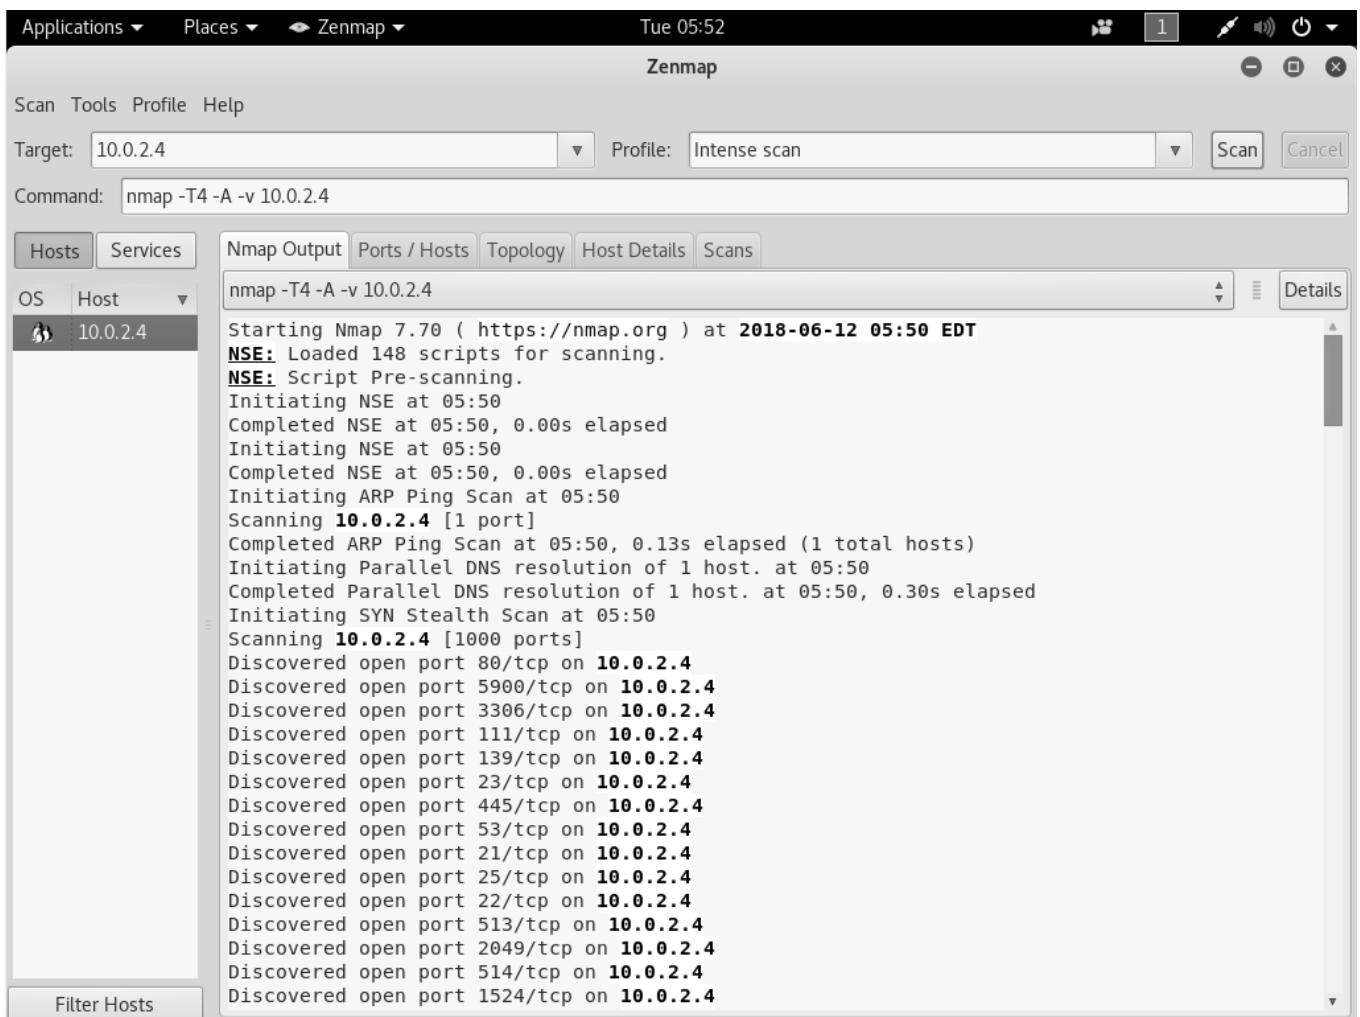 Applications Places Zenmap Tue 05:52 1
Zenmap
Scan Tools Profile Help
Target: 10.0.2.4 Profile: Intense scan Scan Cancel
Command: nmap -T4 -A -v 10.0.2.4
Hosts Services Nmap Output Ports / Hosts Topology Host Details Scans
OS Host nmap -T4 -A -v 10.0.2.4 Details
10.0.2.4
Starting Nmap 7.70 ( https://nmap.org ) at 2018-06-12 05:50 EDT
NSE: Loaded 148 scripts for scanning.
NSE: Script Pre-scanning.
Initiating NSE at 05:50
Completed NSE at 05:50, 0.00s elapsed
Initiating NSE at 05:50
Completed NSE at 05:50, 0.00s elapsed
Initiating ARP Ping Scan at 05:50
Scanning 10.0.2.4 [1 port]
Completed ARP Ping Scan at 05:50, 0.13s elapsed (1 total hosts)
Initiating Parallel DNS resolution of 1 host. at 05:50
Completed Parallel DNS resolution of 1 host. at 05:50, 0.30s elapsed
Initiating SYN Stealth Scan at 05:50
Scanning 10.0.2.4 [1000 ports]
Discovered open port 80/tcp on 10.0.2.4
Discovered open port 5900/tcp on 10.0.2.4
Discovered open port 3306/tcp on 10.0.2.4
Discovered open port 111/tcp on 10.0.2.4
Discovered open port 139/tcp on 10.0.2.4
Discovered open port 23/tcp on 10.0.2.4
Discovered open port 445/tcp on 10.0.2.4
Discovered open port 53/tcp on 10.0.2.4
Discovered open port 21/tcp on 10.0.2.4
Discovered open port 25/tcp on 10.0.2.4
Discovered open port 22/tcp on 10.0.2.4
Discovered open port 513/tcp on 10.0.2.4
Discovered open port 2049/tcp on 10.0.2.4
Discovered open port 514/tcp on 10.0.2.4
Discovered open port 1524/tcp on 10.0.2.4
Filter Hosts